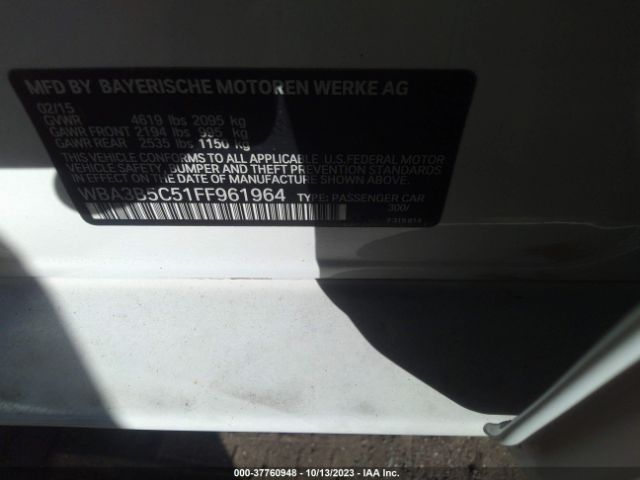 MFD BY BAYERISCHE MOTOREN WERKE AG
02/15
GVWR 4619 lbs 2095 kg
GAWR FRONT 2194 lbs 995 kg
GAWR REAR 2535 lbs 1150 kg
THIS VEHICLE CONFORMS TO ALL APPLICABLE U.S.FEDERAL MOTOR
VEHICLE SAFETY, BUMPER AND THEFT PREVENTION STANDARDS
IN EFFECT ON THE DATE OF MANUFACTURE SHOWN ABOVE.
WBA3B5C51FF961964 TYPE: PASSENGER CAR
300/
000-37760948 - 10/13/2023 - IAA Inc.